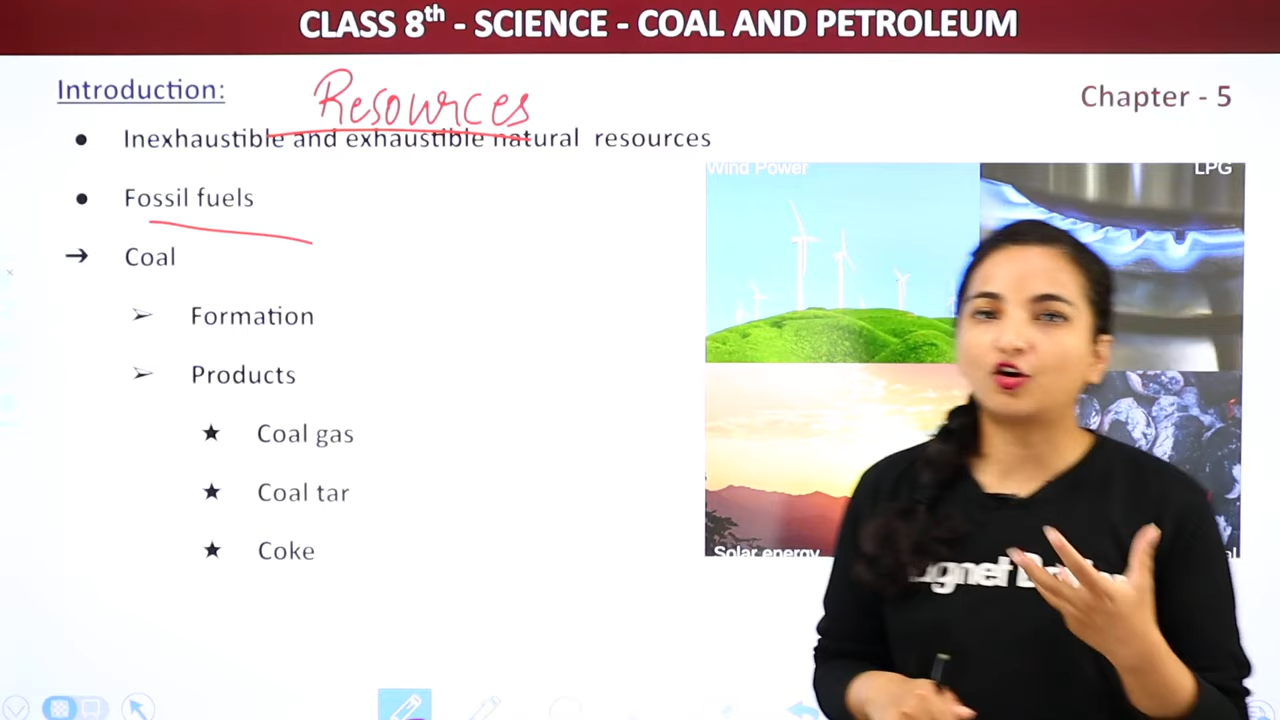 CLASS 8th - SCIENCE - COAL AND PETROLEUM
Introduction:
Resources
Chapter - 5
● Inexhaustible and exhaustible natural resources
● Fossil fuels
➔ Coal
➢ Formation
➢ Products
★ Coal gas
★ Coal tar
★ Coke
Wind Power
LPG
Solar energy